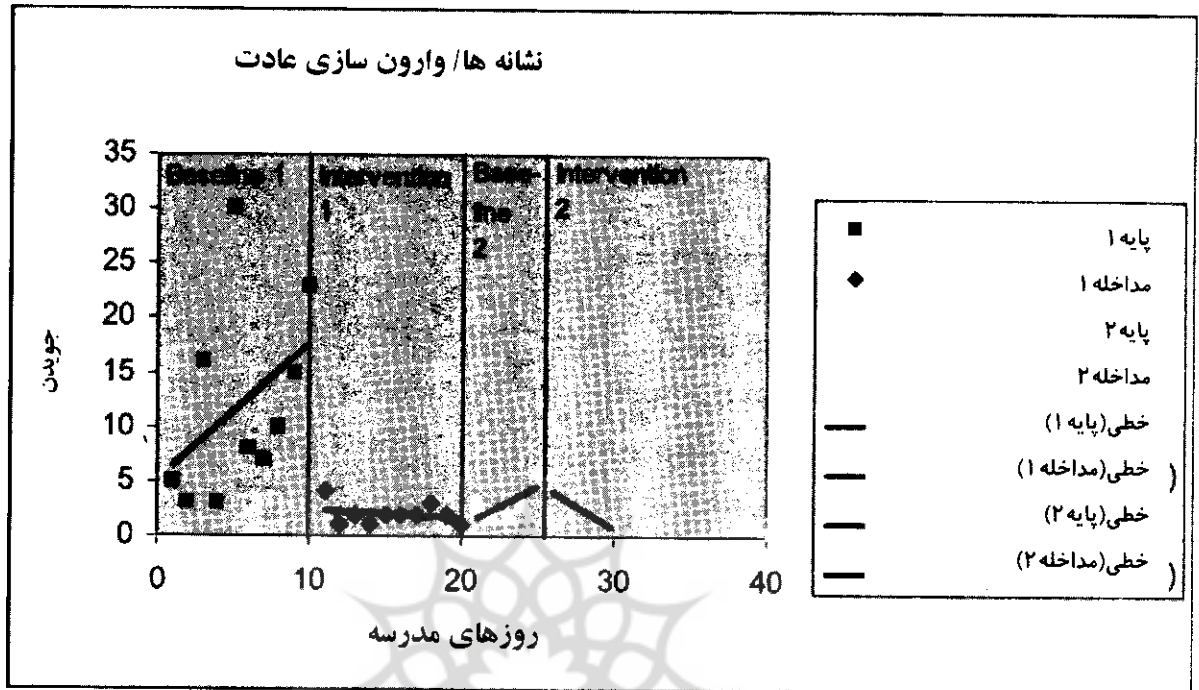 نشانه ها/ وارون سازی عادت
35
30
25
20
15
10
5
0
جویدن
Baseline 1
Intervention
1
Base-
line
2
Intervention
2
0 10 20 30 40
روزهای مدرسه
پایه ۱
مداخله ۱
پایه ۲
مداخله ۲
خطی(پایه ۱)
خطی(مداخله ۱)
خطی(پایه ۲)
خطی(مداخله ۲)